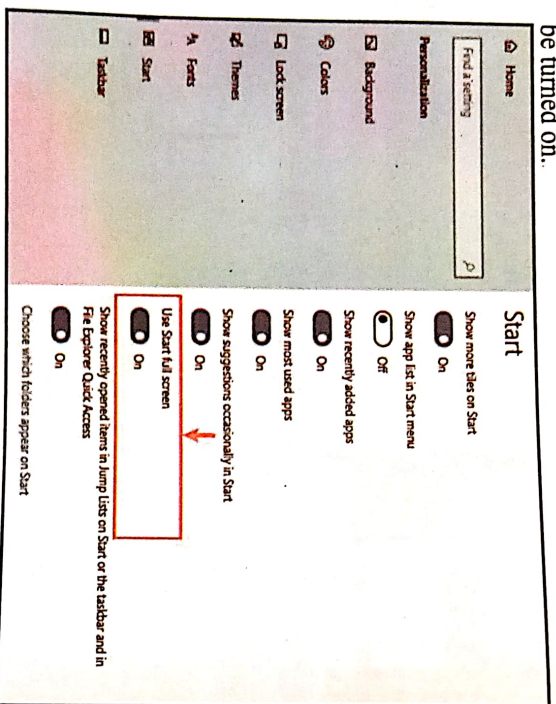 be turned on..
Home
Find a setting
Personalization
Background
Colors
Lock screen
Themes
Fonts
Start
Taskbar
Start
Show more tiles on Start
On
Show app list in Start menu
Off
Show recently added apps
On
Show most used apps
On
Show suggestions occasionally in Start
On
Use Start full screen
On
Show recently opened items in Jump Lists on Start or the taskbar and in
File Explorer Quick Access
On
Choose which folders appear on Start